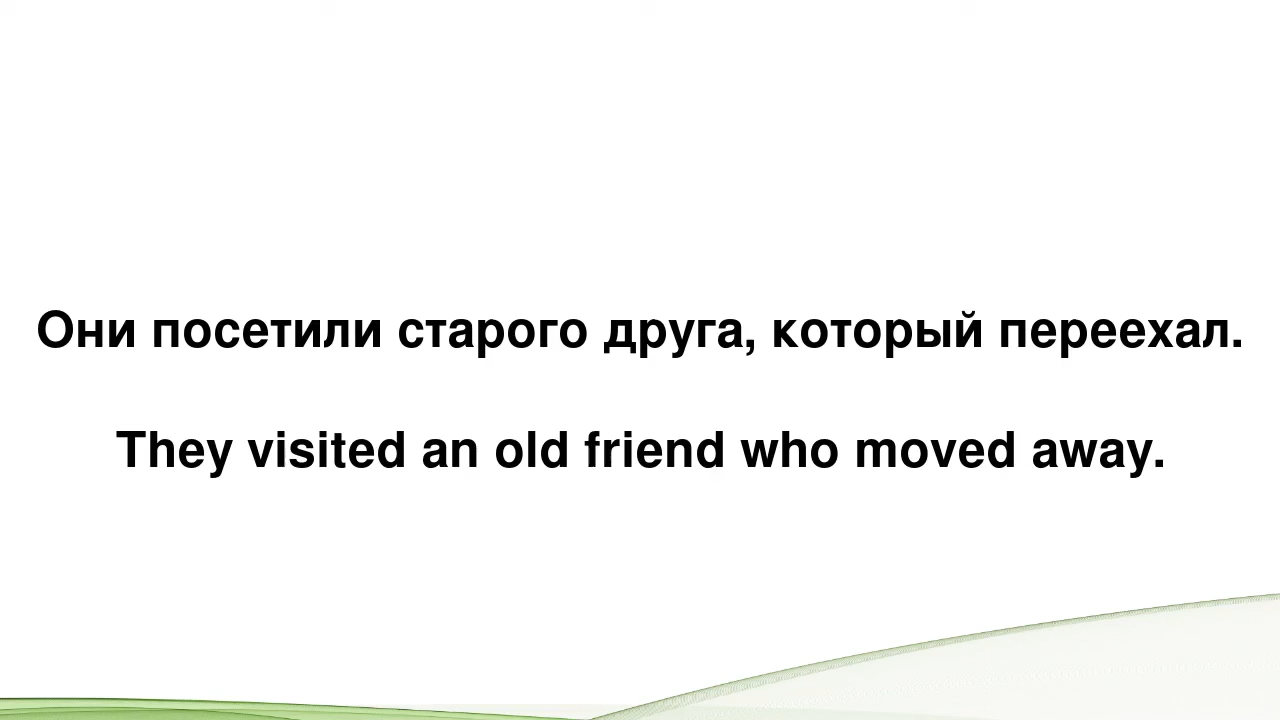 Они посетили старого друга, который переехал.
They visited an old friend who moved away.